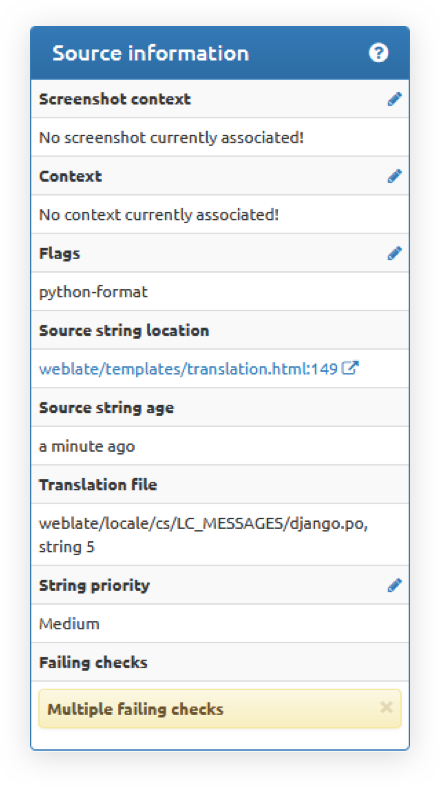 Source information
Screenshot context
No screenshot currently associated!
Context
No context currently associated!
Flags
python-format
Source string location
weblate/templates/translation.html:149
Source string age
a minute ago
Translation file
weblate/locale/cs/LC_MESSAGES/django.po,
string 5
String priority
Medium
Failing checks
Multiple failing checks